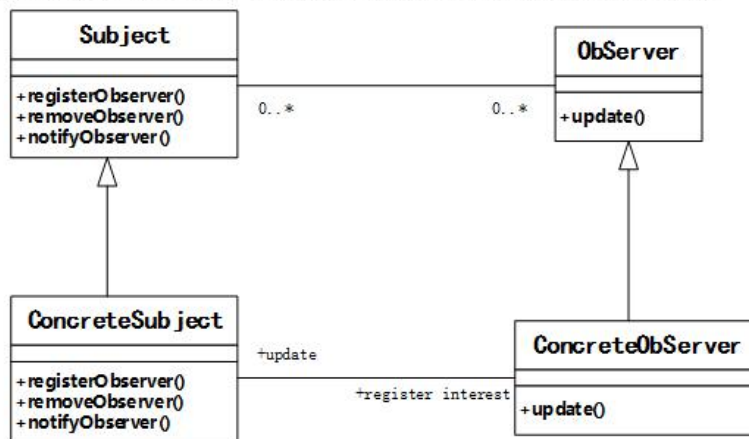 Subject
+registerObserver()
+removeObserver()
+notifyObserver()
0..*
0..*
ObServer
+update()
ConcreteSubject
+registerObserver()
+removeObserver()
+notifyObserver()
+update
+register interest
ConcreteObServer
+update()